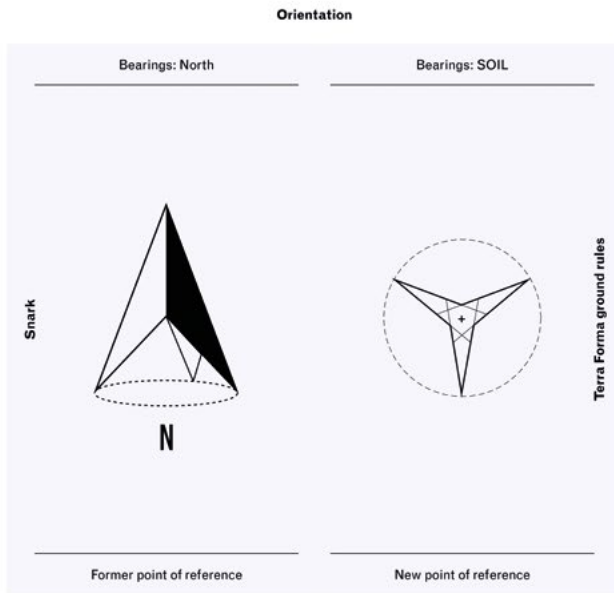 Orientation
Bearings: North
Bearings: SOIL
Snark
N
Terra Forma ground rules
Former point of reference
New point of reference